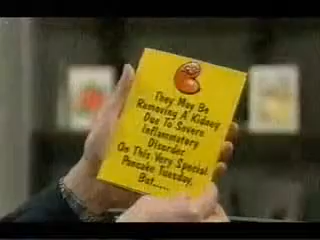 They May Be
Removing A Kidney
Due To Severe
Inflammatory
Disorder
On This Very Special
Pancake Tuesday,
But......